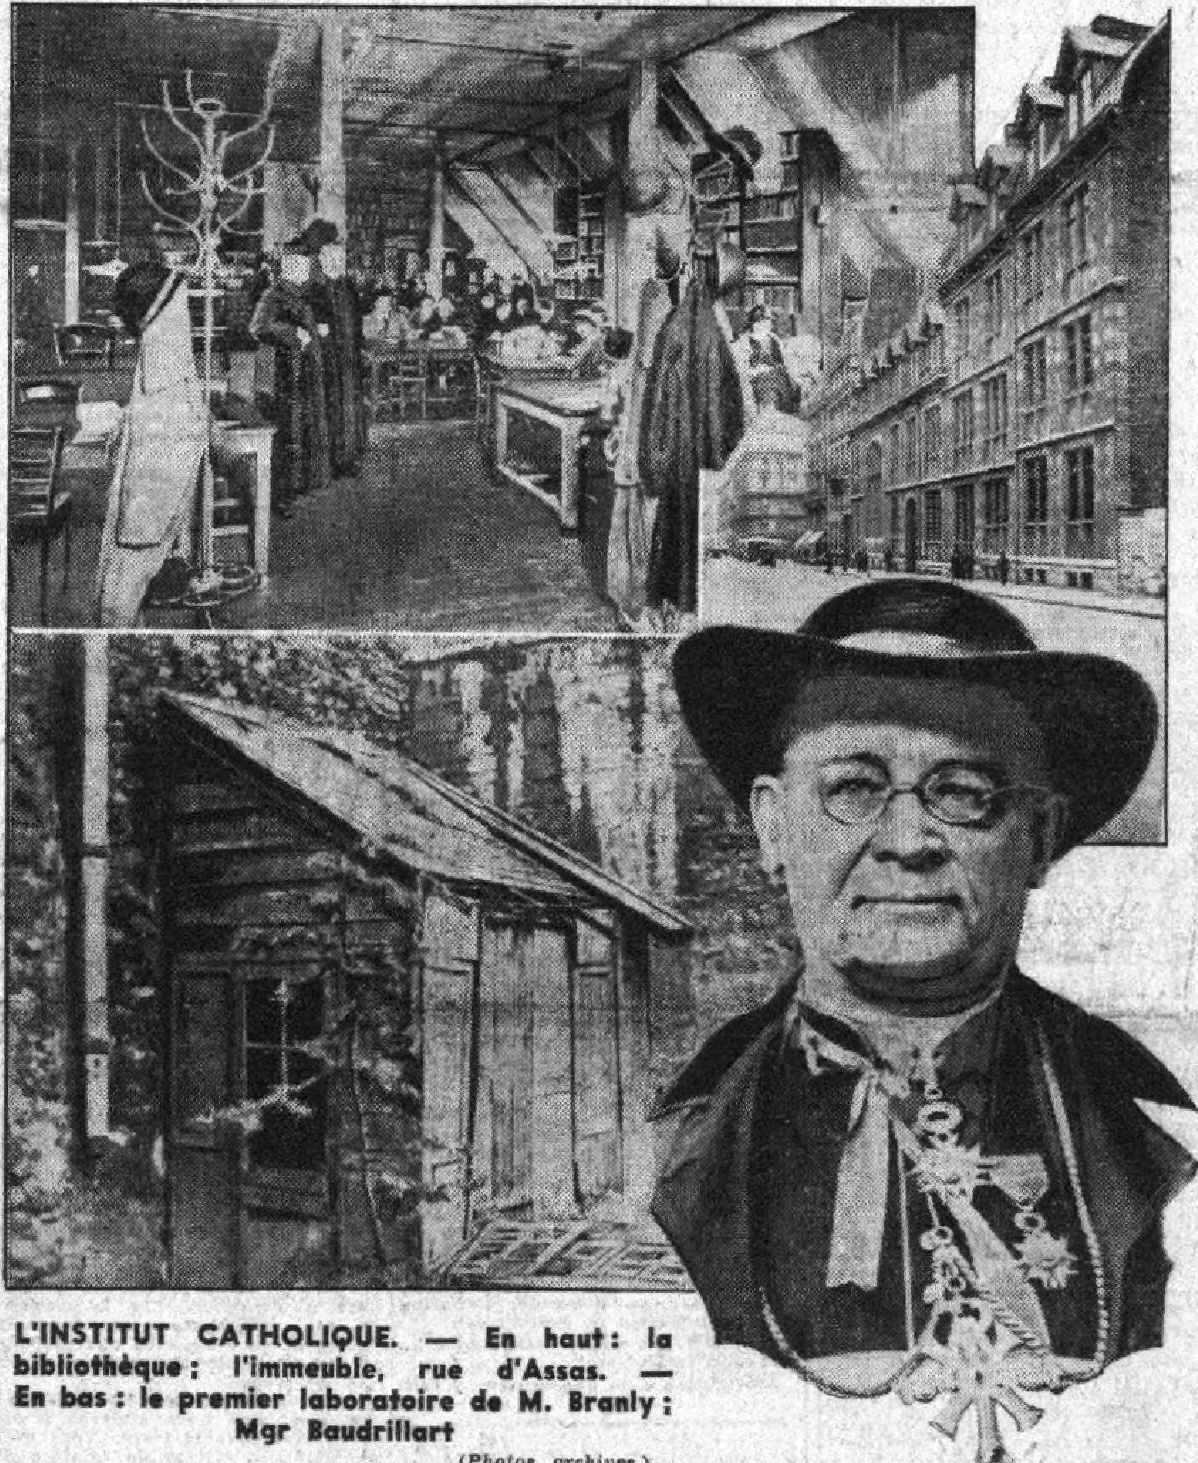 L'INSTITUT CATHOLIQUE. — En haut : la
bibliothèque ; l'immeuble, rue d'Assas. —
En bas : le premier laboratoire de M. Branly ;
Mgr Baudrillart
(Photos archives.)